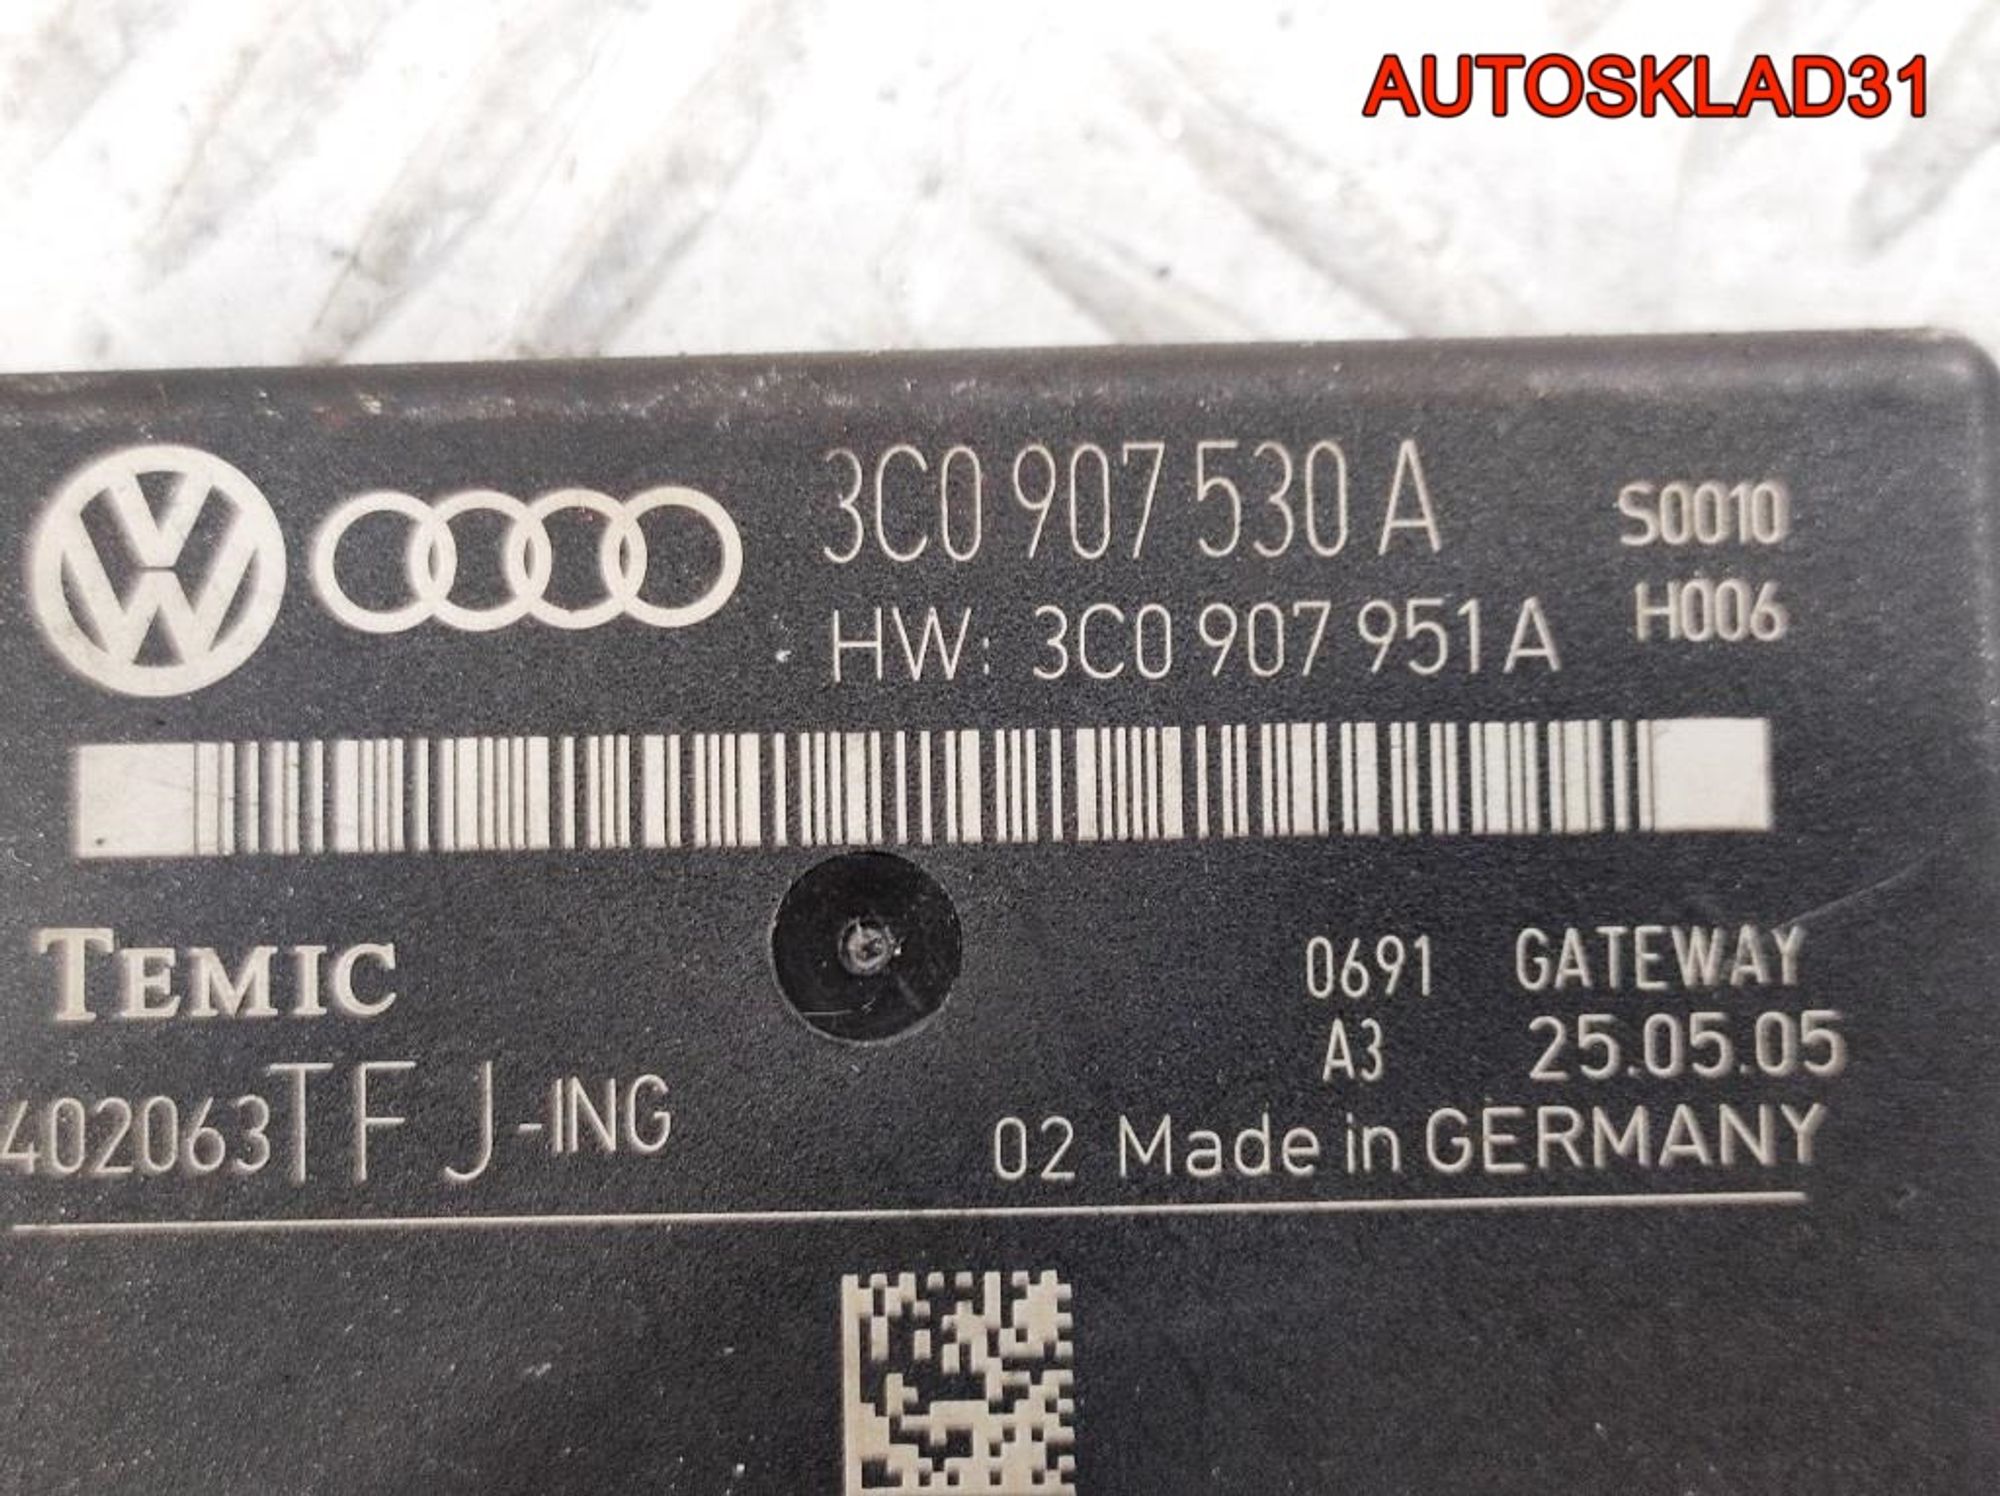 AUTOSKLAD31
3C0 907 530 A S0010
HW: 3C0 907 951 A H006
TEMIC
0691 GATEWAY
A3 25.05.05
402063TFJ-ING
02 Made in GERMANY